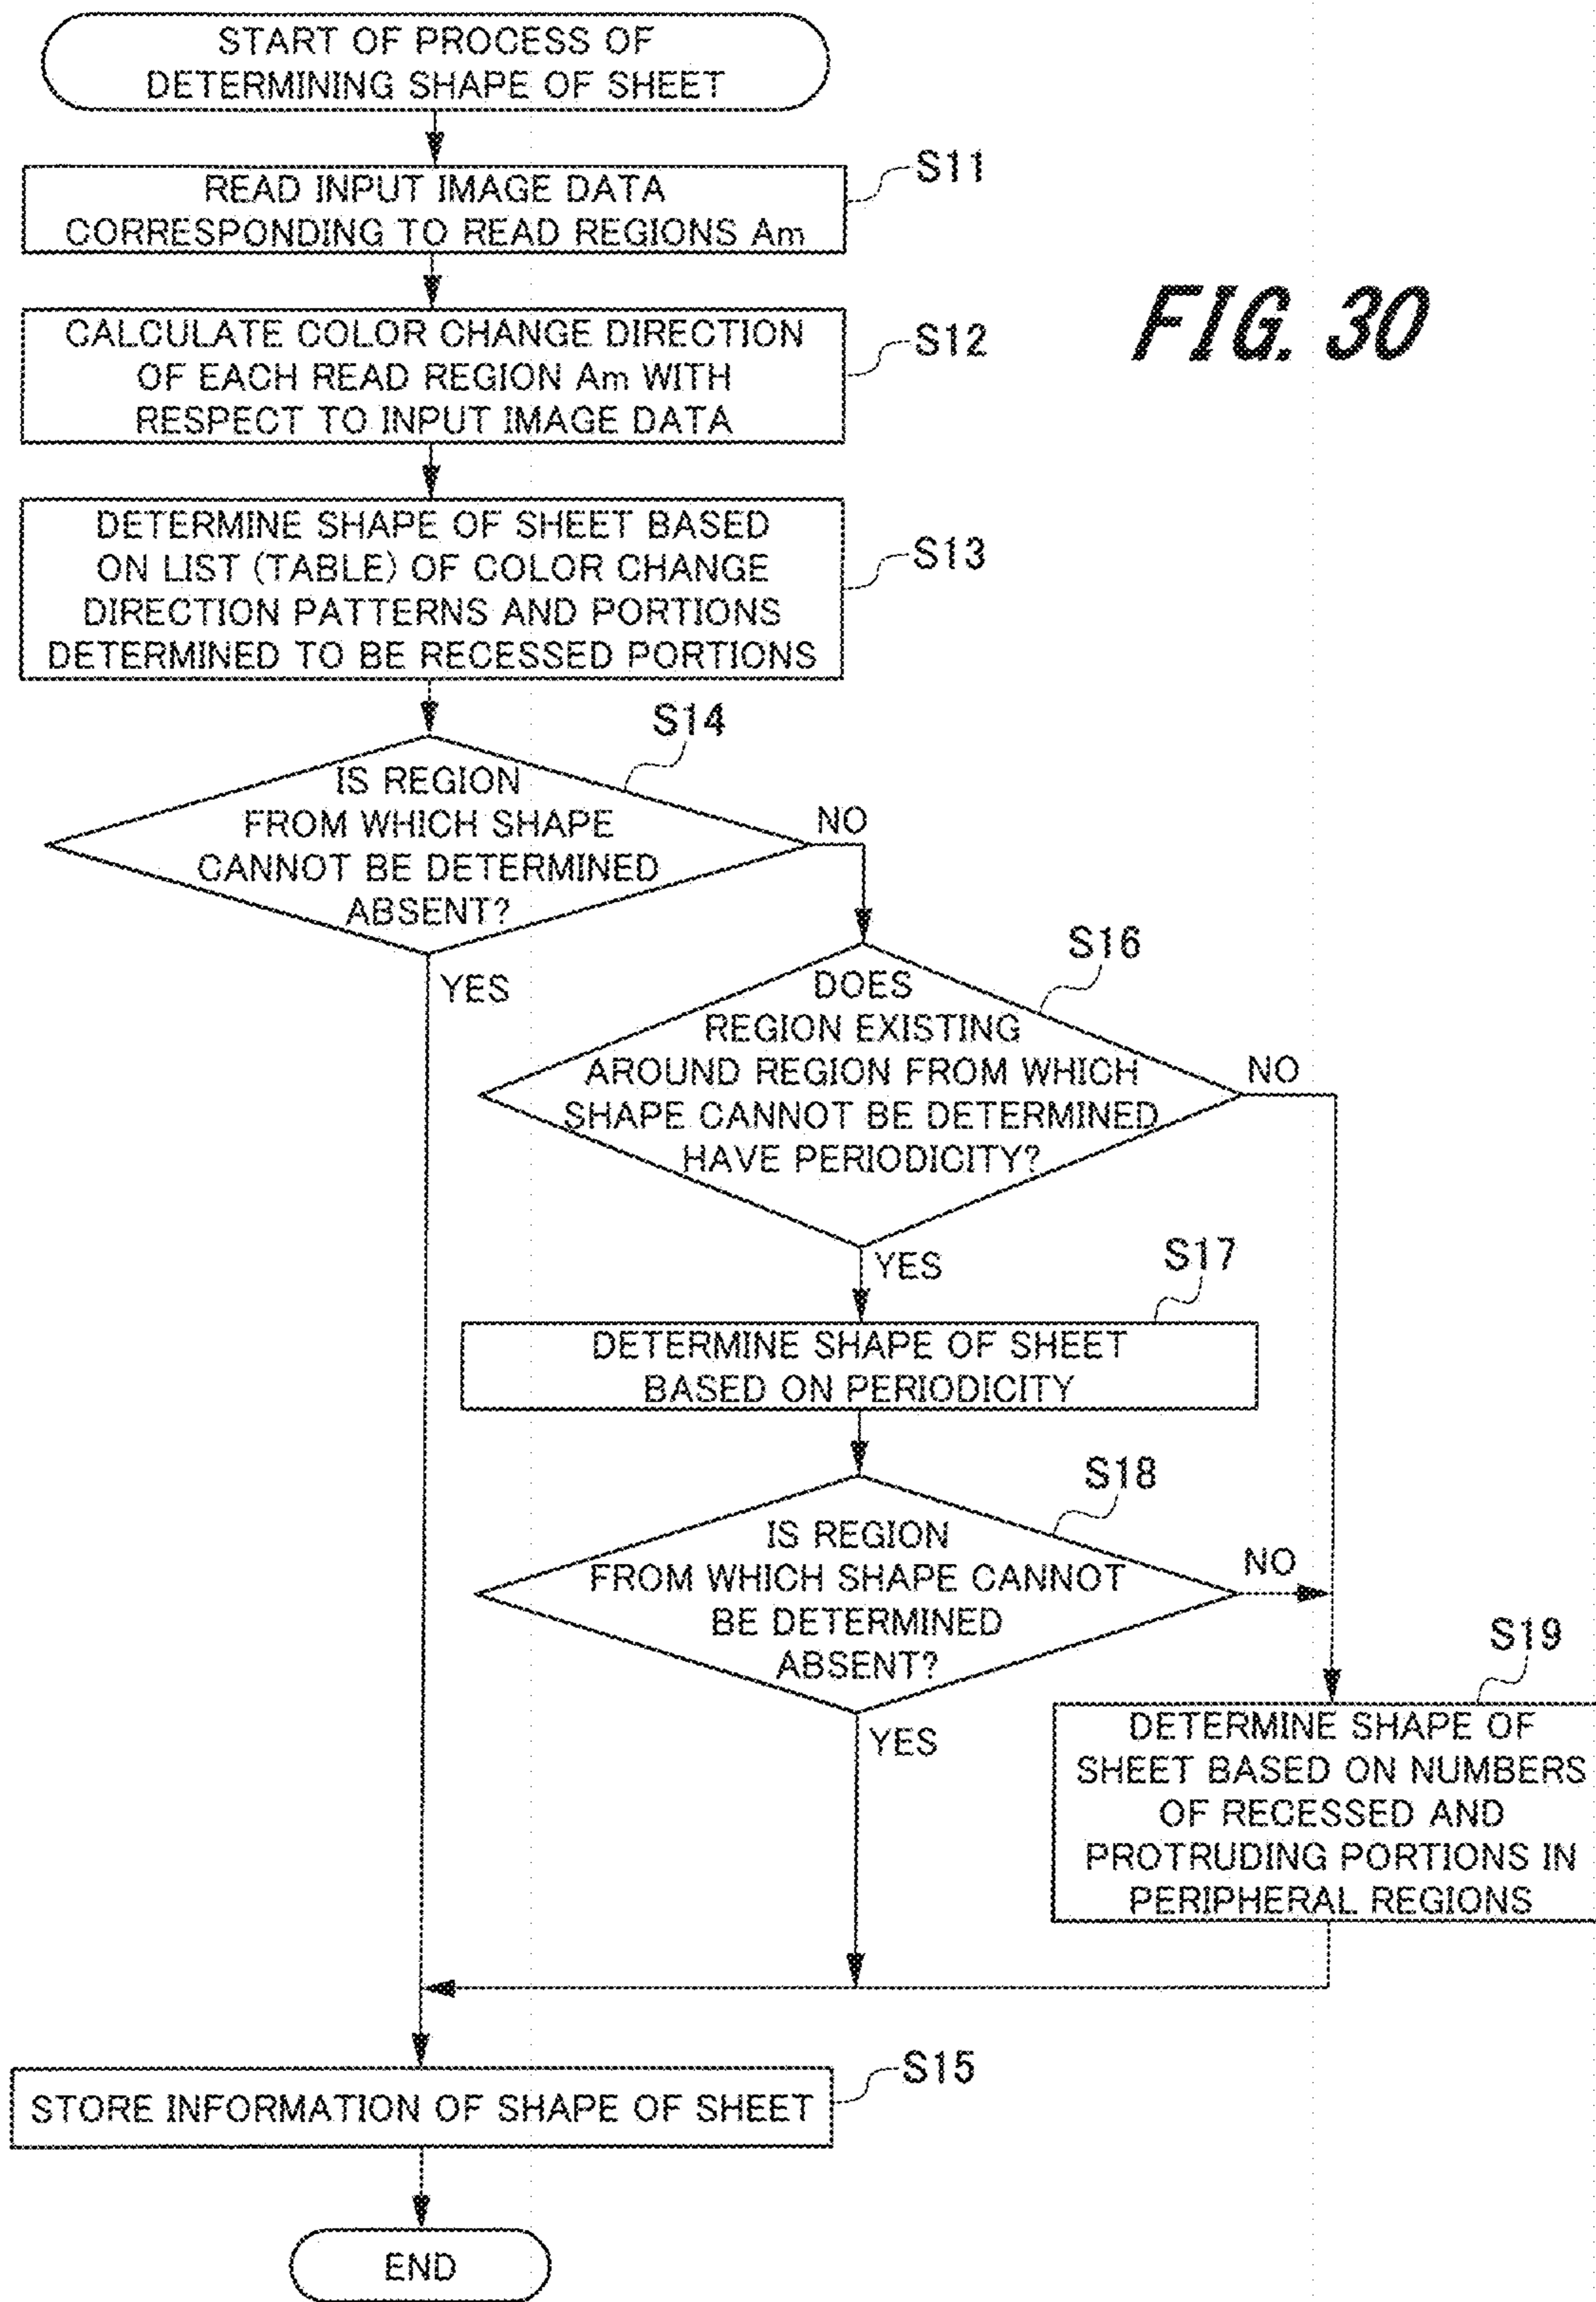 START OF PROCESS OF
DETERMINING SHAPE OF SHEET
S11
READ INPUT IMAGE DATA
CORRESPONDING TO READ REGIONS Am
FIG. 30
S12
CALCULATE COLOR CHANGE DIRECTION
OF EACH READ REGION Am WITH
RESPECT TO INPUT IMAGE DATA
S13
DETERMINE SHAPE OF SHEET BASED
ON LIST (TABLE) OF COLOR CHANGE
DIRECTION PATTERNS AND PORTIONS
DETERMINED TO BE RECESSED PORTIONS
S14
IS REGION
FROM WHICH SHAPE
CANNOT BE DETERMINED
ABSENT?
NO
YES
S16
DOES
REGION EXISTING
AROUND REGION FROM WHICH
SHAPE CANNOT BE DETERMINED
HAVE PERIODICITY?
NO
YES
S17
DETERMINE SHAPE OF SHEET
BASED ON PERIODICITY
S18
IS REGION
FROM WHICH SHAPE CANNOT
BE DETERMINED
ABSENT?
NO
YES
S19
DETERMINE SHAPE OF
SHEET BASED ON NUMBERS
OF RECESSED AND
PROTRUDING PORTIONS IN
PERIPHERAL REGIONS
S15
STORE INFORMATION OF SHAPE OF SHEET
END